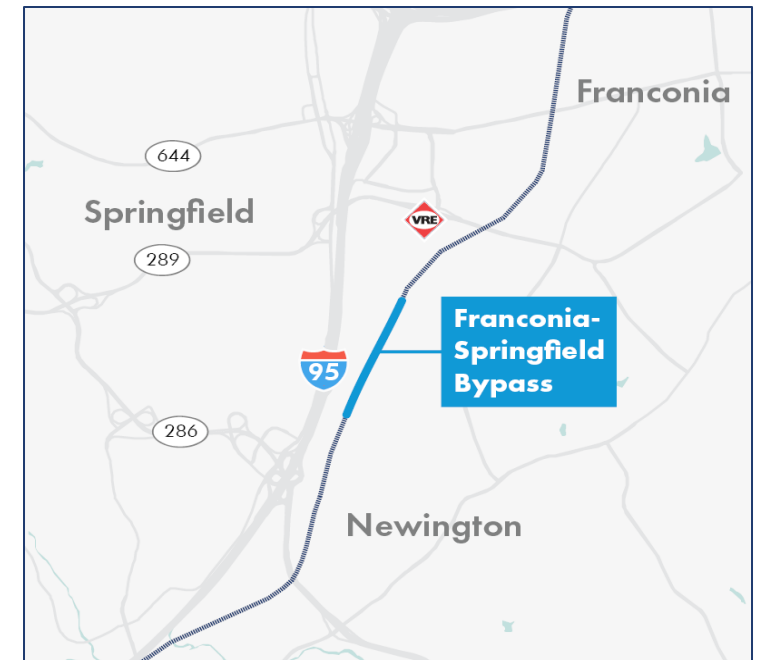 Franconia
644
VRE
Springfield
289
Franconia-
Springfield
Bypass
95
286
Newington